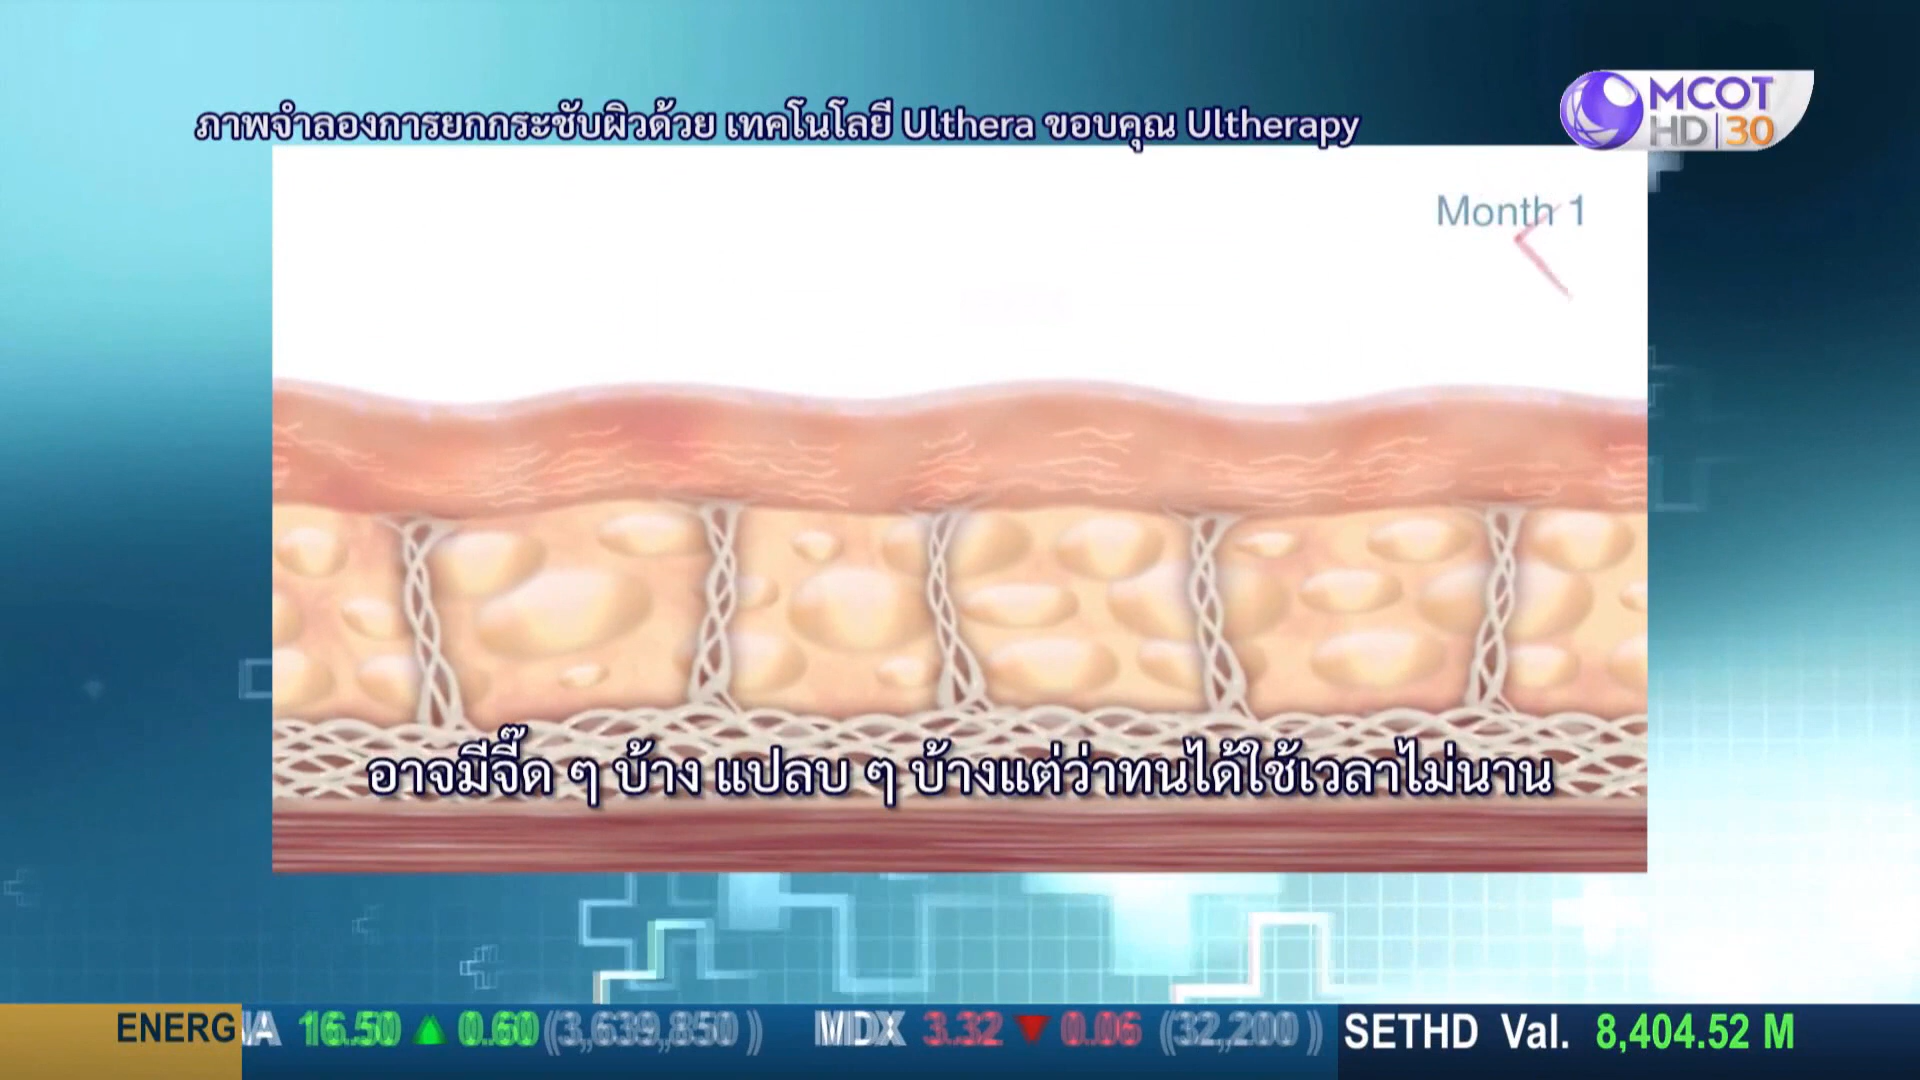 ภาพจำลองการยกกระชับผิวด้วย เทคโนโลยี Ulthera ขอบคุณ Ultherapy
MCOT
HD 30
Month 1
อาจมีจี๊ด ๆ บ้าง แปลบ ๆ บ้างแต่ว่าทนได้ใช้เวลาไม่นาน
ENERG 16.50 ▲ 0.60 (3,639,850) MDX 3.32 ▼ 0.06 (32,200) SETHD Val. 8,404.52 M